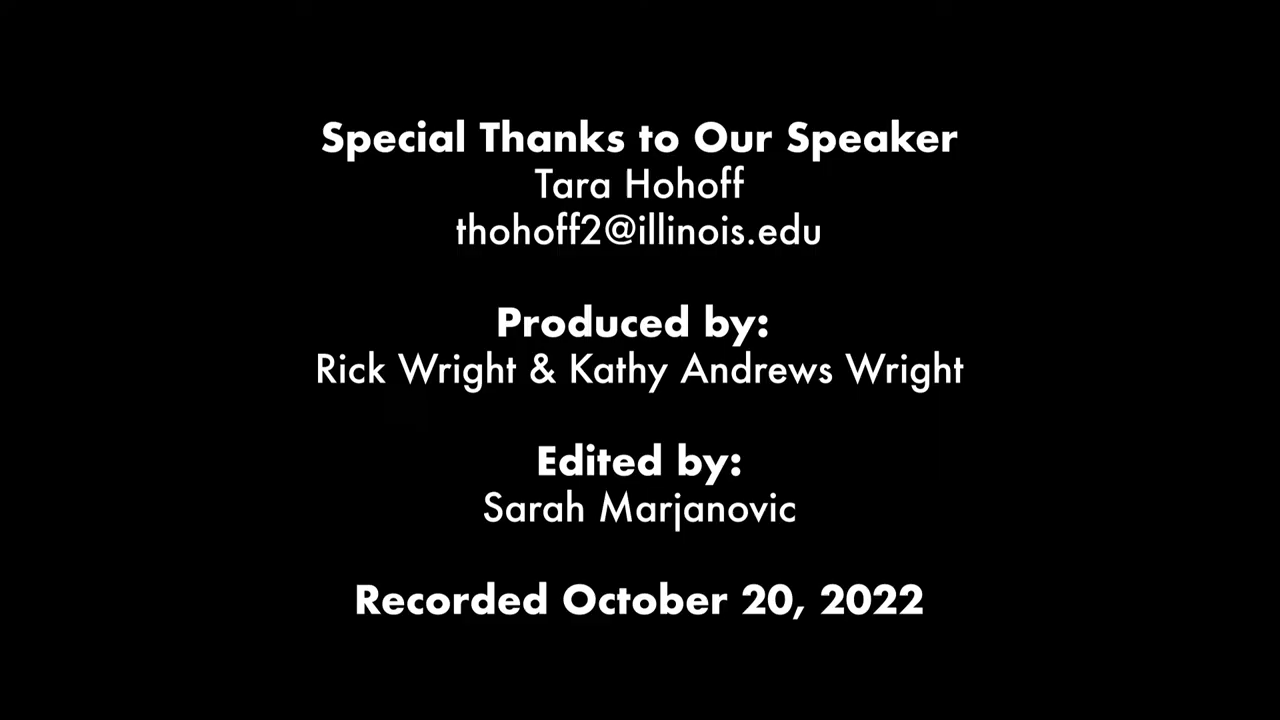 Special Thanks to Our Speaker
Tara Hohoff
thohoff2@illinois.edu
Produced by:
Rick Wright & Kathy Andrews Wright
Edited by:
Sarah Marjanovic
Recorded October 20, 2022